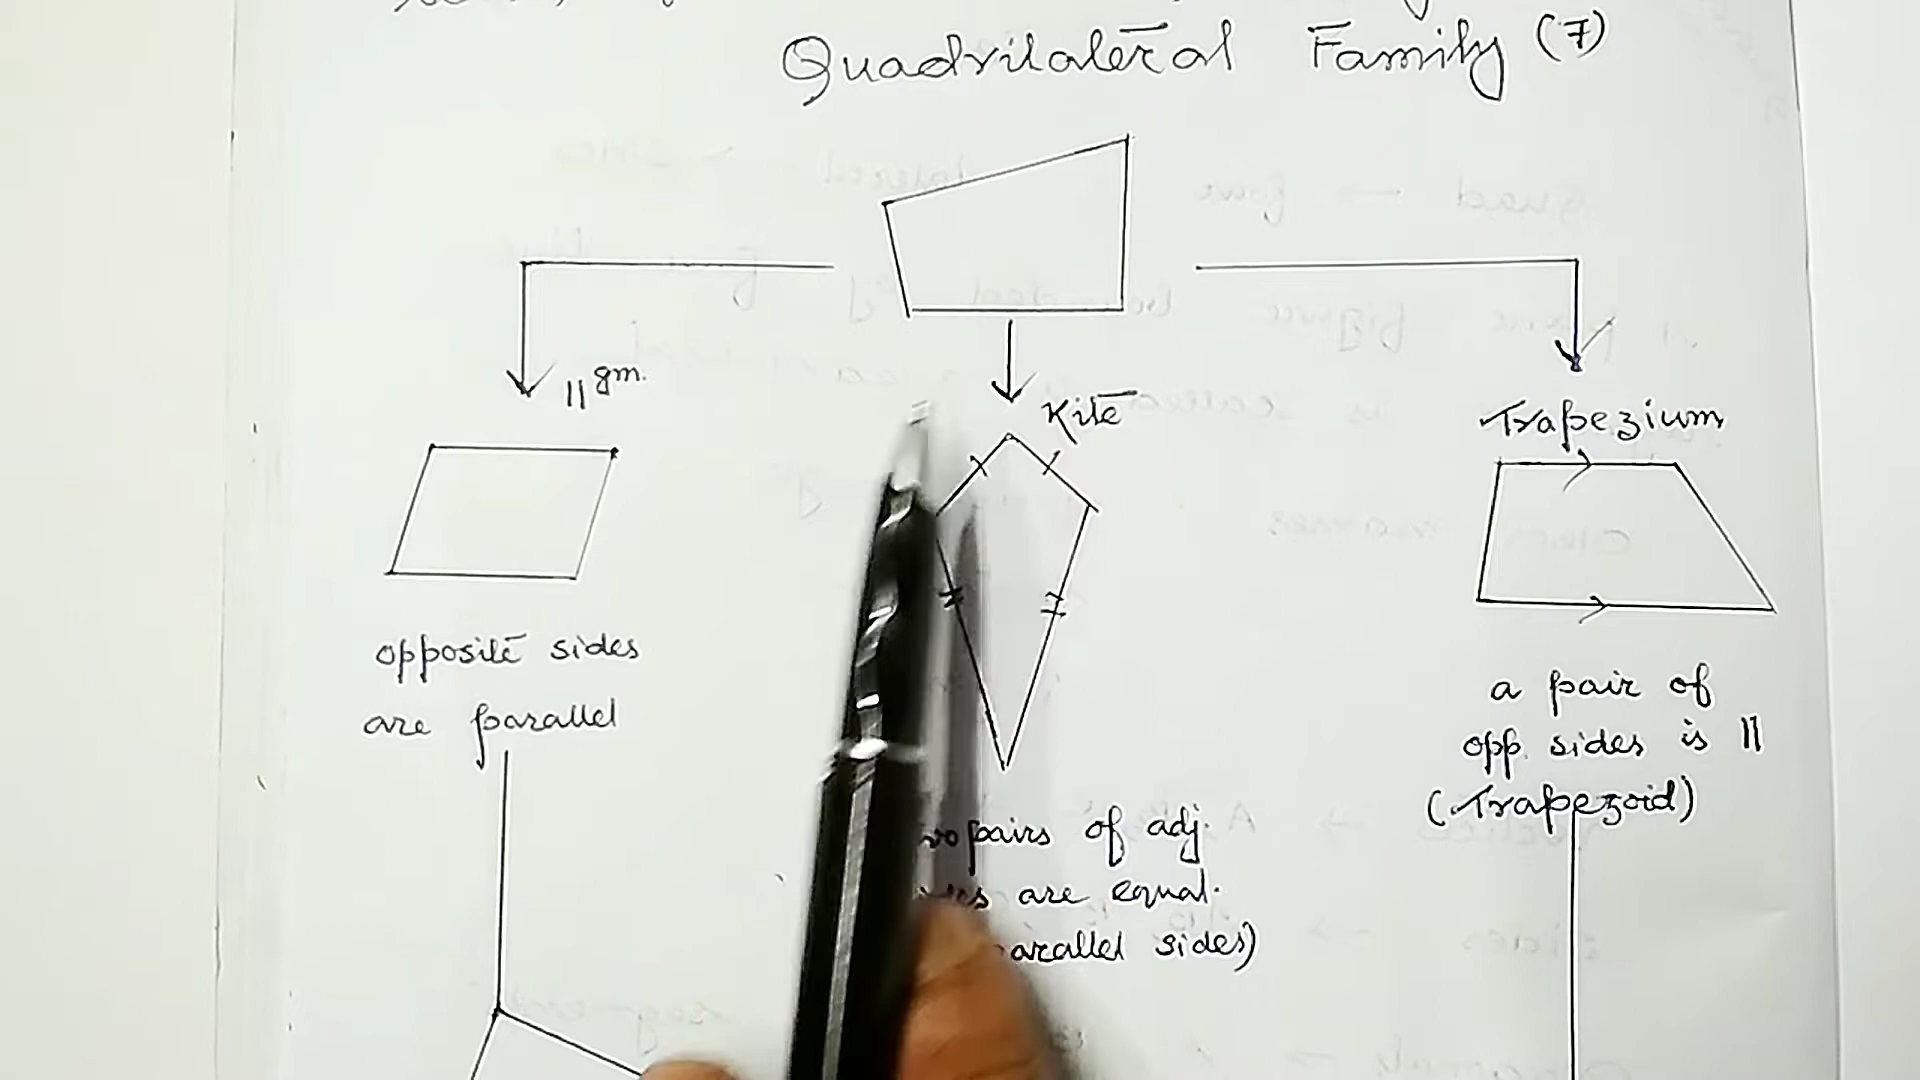 Quadrilateral Family (7)
||gm.
Kite
Trapezium
opposite sides
are parallel
pairs of adj.
are equal.
sides)
a pair of
opp. sides is ||
(Trapezoid)